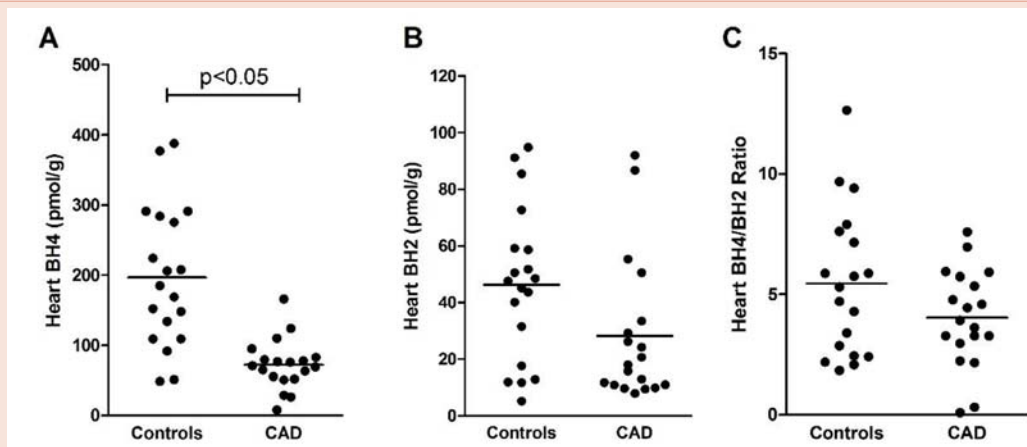 A
Heart BH4 (pmol/g)
500
400
300
200
100
0
p<0.05
Controls CAD
B
Heart BH2 (pmol/g)
120
100
80
60
40
20
0
Controls CAD
C
Heart BH4/BH2 Ratio
15
10
5
0
Controls CAD